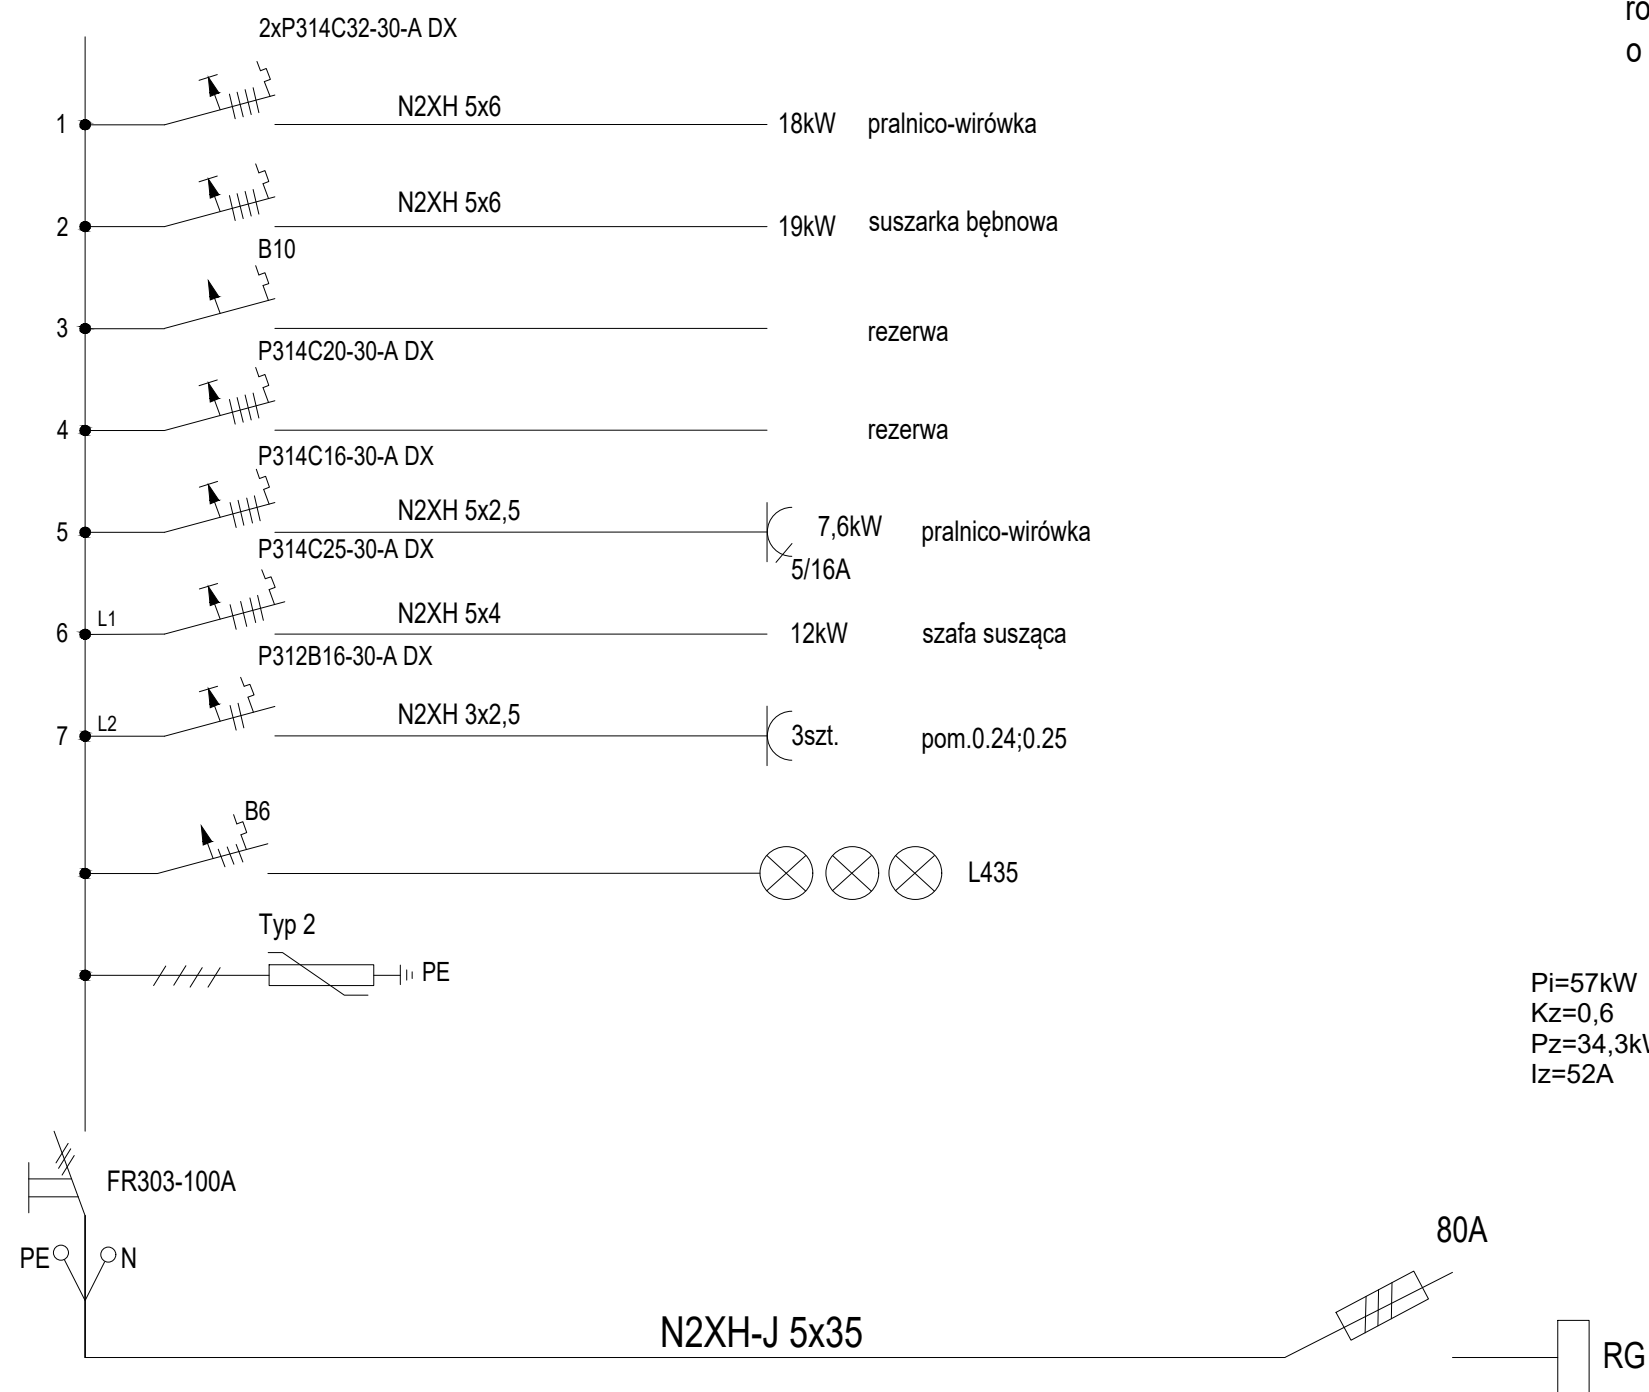 2xP314C32-30-A DX
o
1
N2XH 5x6
18kW
pralnico-wirówka
2
N2XH 5x6
19kW
suszarka bębnowa
B10
3
rezerwa
P314C20-30-A DX
4
rezerwa
P314C16-30-A DX
5
N2XH 5x2,5
7,6kW
5/16A
pralnico-wirówka
P314C25-30-A DX
6
L1
N2XH 5x4
12kW
szafa susząca
P312B16-30-A DX
7
L2
N2XH 3x2,5
3szt.
pom.0.24;0.25
B6
L435
Typ 2
PE
Pi=57kW
Kz=0,6
Pz=34,3k
Iz=52A
FR303-100A
PE
N
80A
N2XH-J 5x35
RG